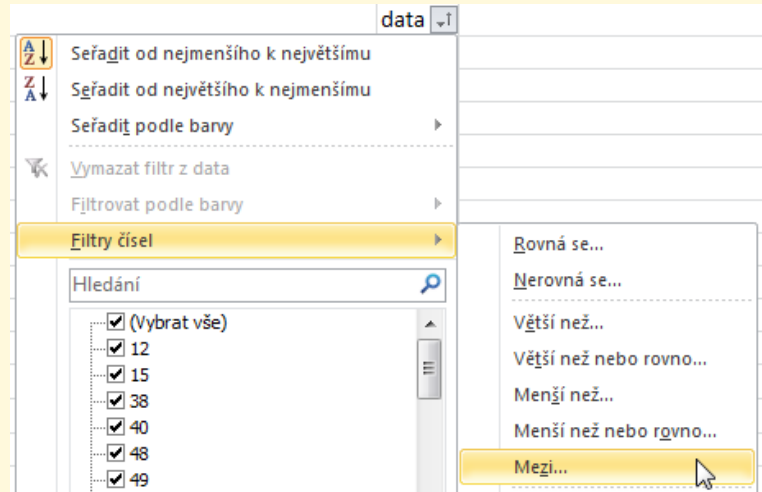 data
Seřadit od nejmenšího k největšímu
Seřadit od největšího k nejmenšímu
Seřadit podle barvy
Vymazat filtr z data
Filtrovat podle barvy
Filtry čísel
Hledání
(Vybrat vše)
12
15
38
40
48
49
Rovná se...
Nerovná se...
Větší než...
Větší než nebo rovno...
Menší než...
Menší než nebo rovno...
Mezi...